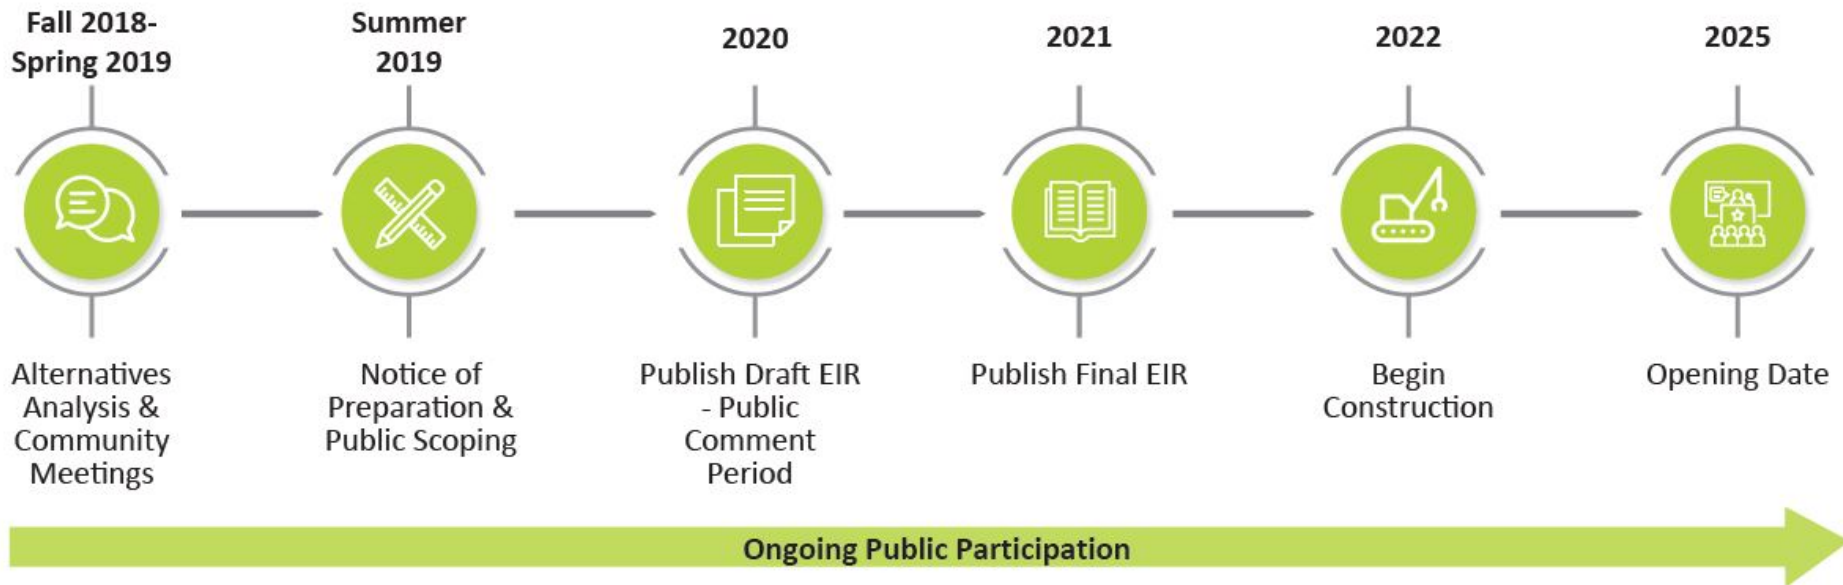 Fall 2018-
Spring 2019
Summer
2019
2020
2021
2022
2025
Alternatives
Analysis &
Community
Meetings
Notice of
Preparation &
Public Scoping
Publish Draft EIR
- Public
Comment
Period
Publish Final EIR
Begin
Construction
Opening Date
Ongoing Public Participation